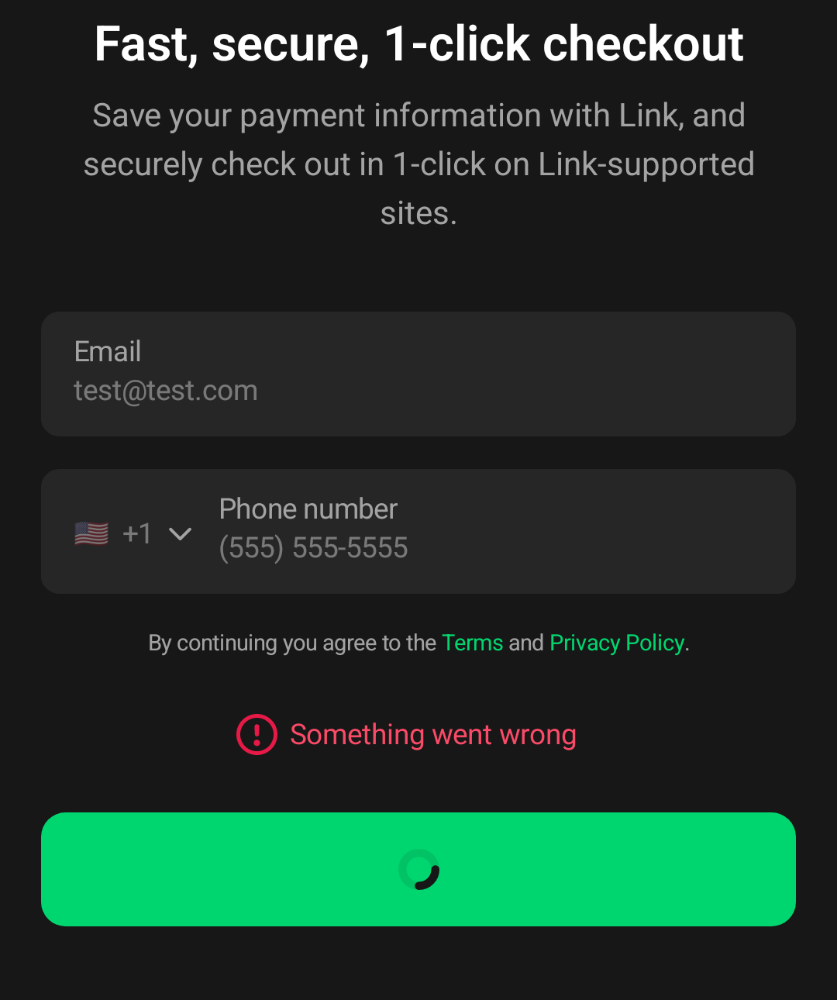 Fast, secure, 1-click checkout
Save your payment information with Link, and
securely check out in 1-click on Link-supported
sites.
Email
test@test.com
+1
Phone number
(555) 555-5555
By continuing you agree to the Terms and Privacy Policy.
Something went wrong